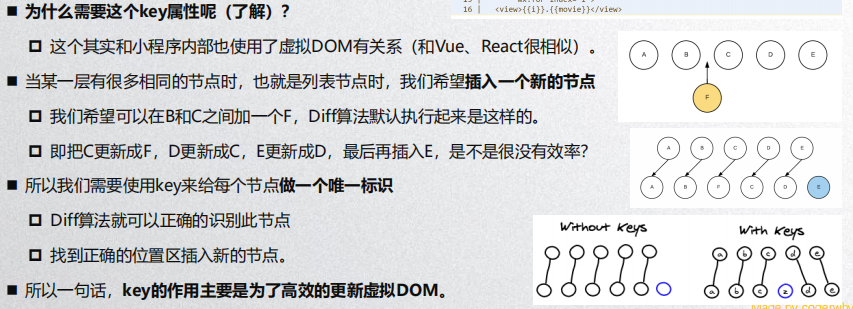 16 | <view>{{i}}.{{movie}}</view>
为什么需要这个key属性呢（了解）？
这个其实和小程序内部也使用了虚拟DOM有关系（和Vue、React很相似）。
当某一层有很多相同的节点时，也就是列表节点时，我们希望插入一个新的节点
我们希望可以在B和C之间加一个F，Diff算法默认执行起来是这样的。
即把C更新成F，D更新成C，E更新成D，最后再插入E，是不是很没有效率？
所以我们需要使用key来给每个节点做一个唯一标识
Diff算法就可以正确的识别此节点
找到正确的位置区插入新的节点。
所以一句话，key的作用主要是为了高效的更新虚拟DOM。
A B C D E
F
A B C D E
A B F C D E
Without Keys
With Keys
a b c d e
a b c z d e